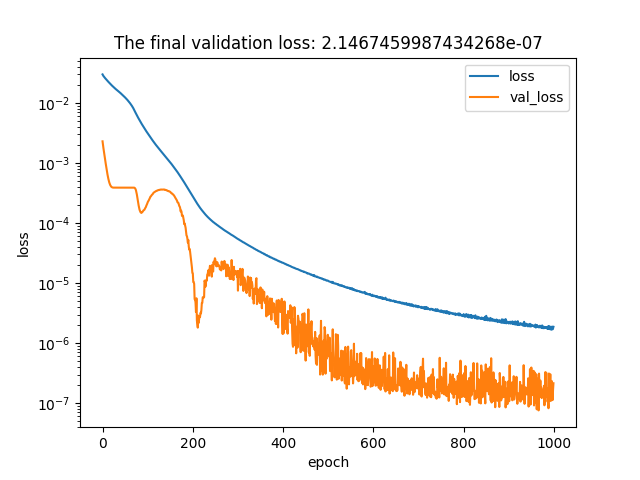 The final validation loss: 2.1467459987434268e-07
loss
val_loss
10⁻²
10⁻³
10⁻⁴
10⁻⁵
10⁻⁶
10⁻⁷
loss
0 200 400 600 800 1000
epoch